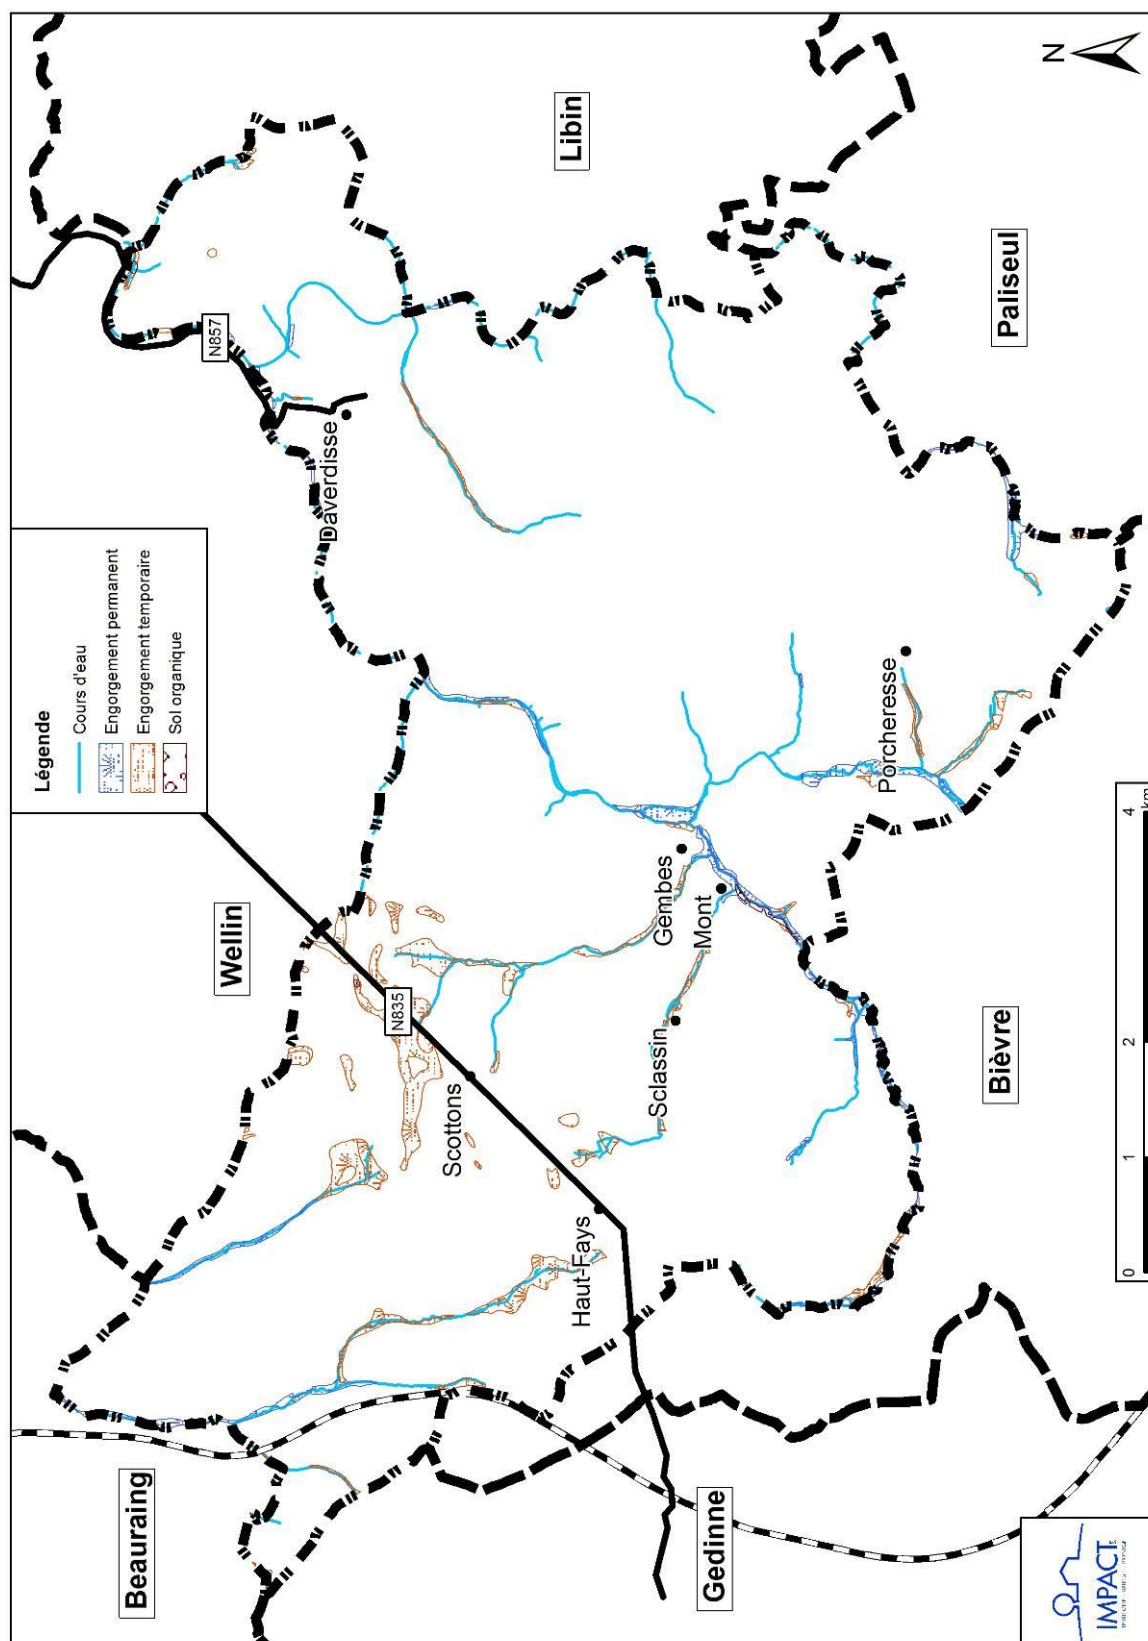 Légende
Cours d'eau
Engorgement permanent
Engorgement temporaire
Sol organique
Beauraing
Wellin
N857
Libin
N
Daverdisse
N835
Scottons
Haut-Fays
Sclassin
Gembes
Mont
Porcheresse
Gedinne
Bièvre
Paliseul
0
1
2
4
km
IMPACT